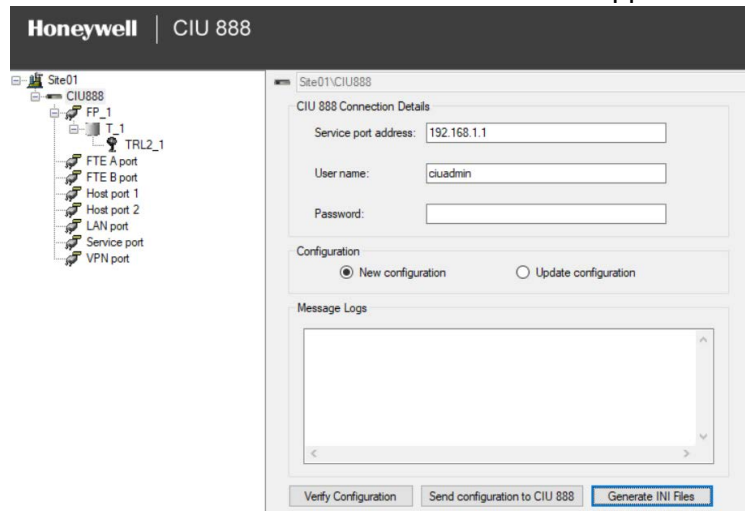 Honeywell CIU 888
Site01
CIU888
FP_1
T_1
TRL2_1
FTE A port
FTE B port
Host port 1
Host port 2
LAN port
Service port
VPN port
Site01\CIU888
CIU 888 Connection Details
Service port address: 192.168.1.1
User name: ciuadmin
Password:
Configuration
New configuration Update configuration
Message Logs
Verify Configuration Send configuration to CIU 888 Generate INI Files